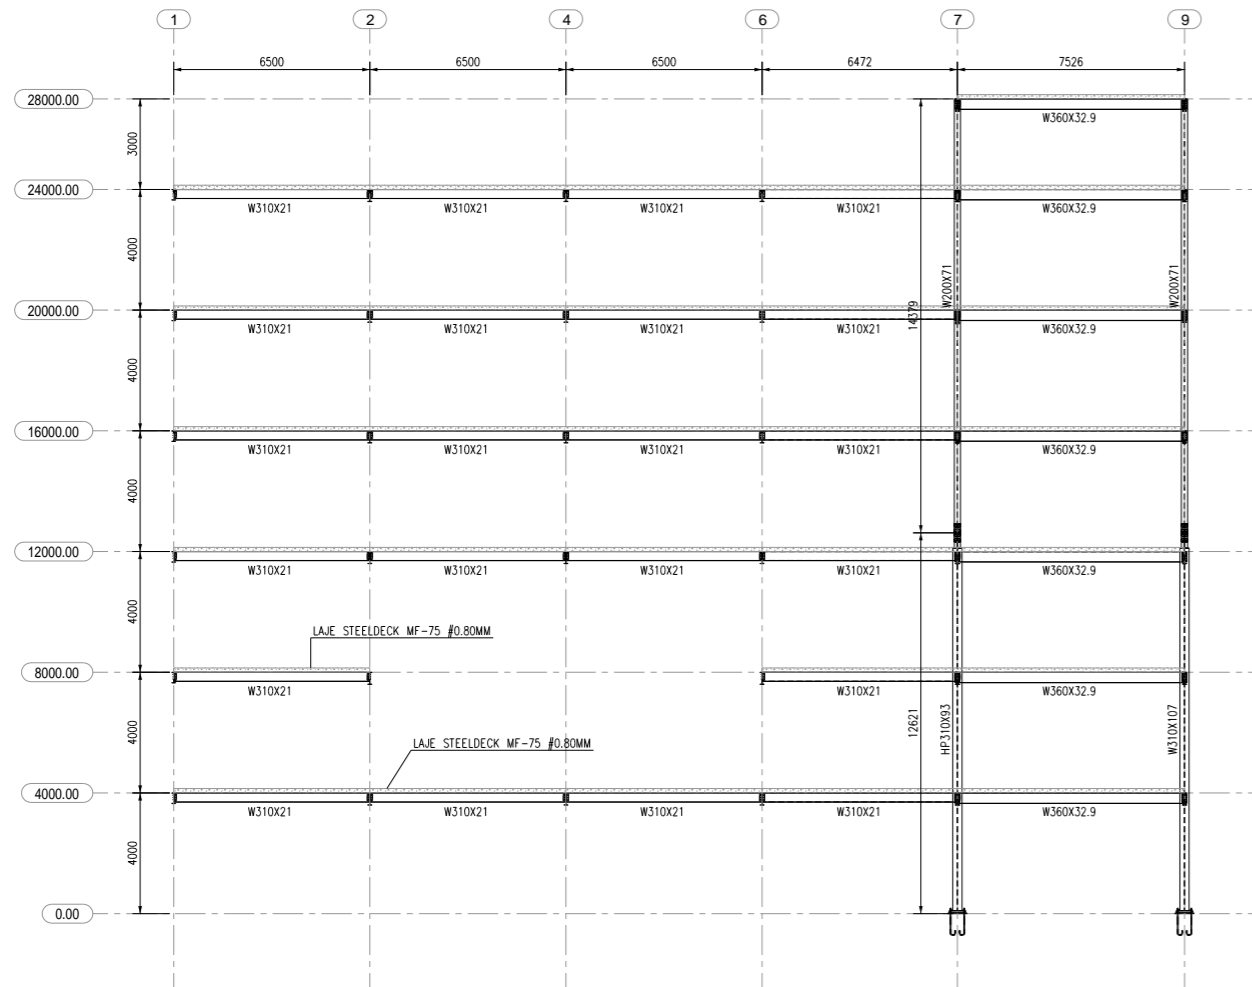 1 2 4 6 7 9
6500 6500 6500 6472 7526
28000.00
W360X32.9
3000
24000.00
W310X21 W310X21 W310X21 W310X21 W360X32.9
4000
W200X71 W200X71
14379
20000.00
W310X21 W310X21 W310X21 W310X21 W360X32.9
4000
16000.00
W310X21 W310X21 W310X21 W310X21 W360X32.9
4000
12000.00
W310X21 W310X21 W310X21 W310X21 W360X32.9
4000
LAJE STEELDECK MF-75 #0.80MM
8000.00
W310X21 W310X21 W360X32.9
4000
12621
HP310X93 W310X107
LAJE STEELDECK MF-75 #0.80MM
4000.00
W310X21 W310X21 W310X21 W310X21 W360X32.9
4000
0.00